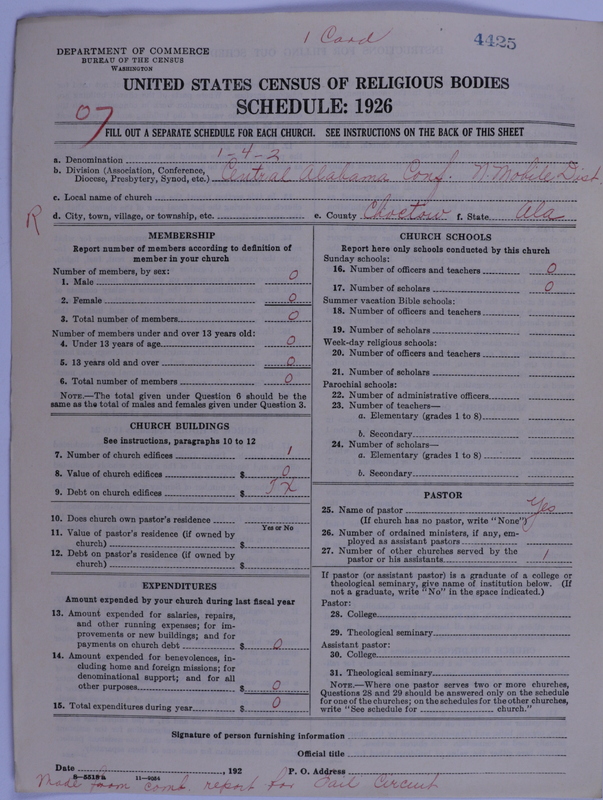 1 Card
4425
DEPARTMENT OF COMMERCE
BUREAU OF THE CENSUS
WASHINGTON
UNITED STATES CENSUS OF RELIGIOUS BODIES
SCHEDULE: 1926
07
FILL OUT A SEPARATE SCHEDULE FOR EACH CHURCH. SEE INSTRUCTIONS ON THE BACK OF THIS SHEET
a. Denomination 1-4-2
b. Division (Association, Conference, Diocese, Presbytery, Synod, etc.) Central Alabama Conf. N. Mobile Dist.
c. Local name of church
R
d. City, town, village, or township, etc. e. County Choctow f. State Ala
MEMBERSHIP
Report number of members according to definition of
member in your church
Number of members, by sex:
1. Male 0
2. Female 0
3. Total number of members 0
Number of members under and over 13 years old:
4. Under 13 years of age 0
5. 13 years old and over 0
6. Total number of members 0
NOTE.—The total given under Question 6 should be the
same as the total of males and females given under Question 3.
CHURCH BUILDINGS
See instructions, paragraphs 10 to 12
7. Number of church edifices 1
8. Value of church edifices $ 0
9. Debt on church edifices $
10. Does church own pastor's residence
Yes or No
11. Value of pastor's residence (if owned by
church) $
12. Debt on pastor's residence (if owned by
church) $
EXPENDITURES
Amount expended by your church during last fiscal year
13. Amount expended for salaries, repairs,
and other running expenses; for im-
provements or new buildings; and for
payments on church debt $ 0
14. Amount expended for benevolences, in-
cluding home and foreign missions; for
denominational support; and for all
other purposes $ 0
15. Total expenditures during year $ 0
CHURCH SCHOOLS
Report here only schools conducted by this church
Sunday schools:
16. Number of officers and teachers 0
17. Number of scholars 0
Summer vacation Bible schools:
18. Number of officers and teachers
19. Number of scholars
Week-day religious schools:
20. Number of officers and teachers
21. Number of scholars
Parochial schools:
22. Number of administrative officers
23. Number of teachers—
a. Elementary (grades 1 to 8)
b. Secondary
24. Number of scholars—
a. Elementary (grades 1 to 8)
b. Secondary
PASTOR
25. Name of pastor Yes
(If church has no pastor, write "None")
26. Number of ordained ministers, if any, em-
ployed as assistant pastors
27. Number of other churches served by the
pastor or his assistants 1
If pastor (or assistant pastor) is a graduate of a college or
theological seminary, give name of institution below. (If
not a graduate, write "No" in the space indicated.)
Pastor:
28. College
29. Theological seminary
Assistant pastor:
30. College
31. Theological seminary
NOTE.—Where one pastor serves two or more churches,
Questions 28 and 29 should be answered only on the schedule
for one of the churches; on the schedules for the other churches,
write "See schedule for church."
Signature of person furnishing information
Official title
Date , 192 P. O. Address
8-5519a 11-9054
Made from comb. report for Dail Circuit